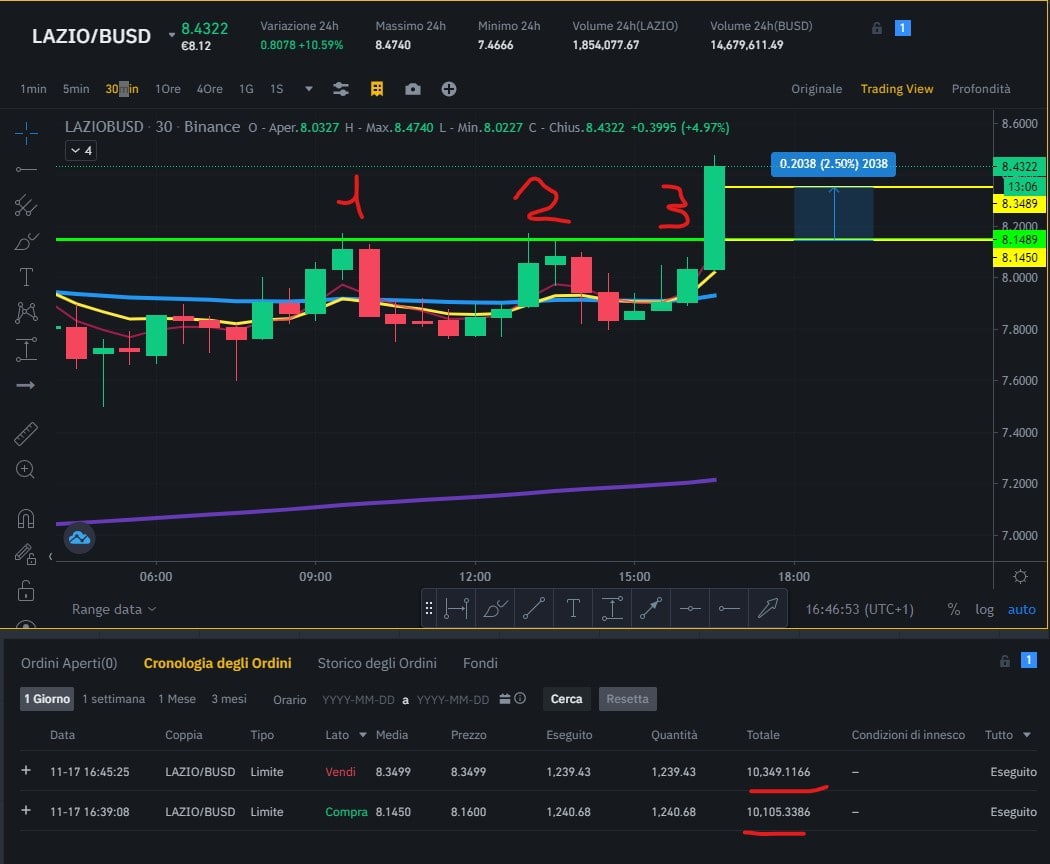 LAZIO/BUSD 8.4322 €8.12 Variazione 24h 0.8078 +10.59% Massimo 24h 8.4740 Minimo 24h 7.4666 Volume 24h(LAZIO) 1,854,077.67 Volume 24h(BUSD) 14,679,611.49 1
1min 5min 30min 1Ore 4Ore 1G 1S Originale Trading View Profondità
LAZIOBUSD · 30 · Binance O - Aper.8.0327 H - Max.8.4740 L - Min.8.0227 C - Chius.8.4322 +0.3995 (+4.97%)
4
8.6000
0.2038 (2.50%) 2038
8.4322
13:06
8.3489
1 2 3
8.2000
8.1489
8.1450
8.0000
7.8000
7.6000
7.4000
7.2000
7.0000
06:00 09:00 12:00 15:00 18:00
Range data 16:46:53 (UTC+1) % log auto
Ordini Aperti(0) Cronologia degli Ordini Storico degli Ordini Fondi 1
1 Giorno 1 settimana 1 Mese 3 mesi Orario YYYY-MM-DD a YYYY-MM-DD Cerca Resetta
Data Coppia Tipo Lato Media Prezzo Eseguito Quantità Totale Condizioni di innesco Tutto
+ 11-17 16:45:25 LAZIO/BUSD Limite Vendi 8.3499 8.3499 1,239.43 1,239.43 10,349.1166 – Eseguito
+ 11-17 16:39:08 LAZIO/BUSD Limite Compra 8.1450 8.1600 1,240.68 1,240.68 10,105.3386 – Eseguito